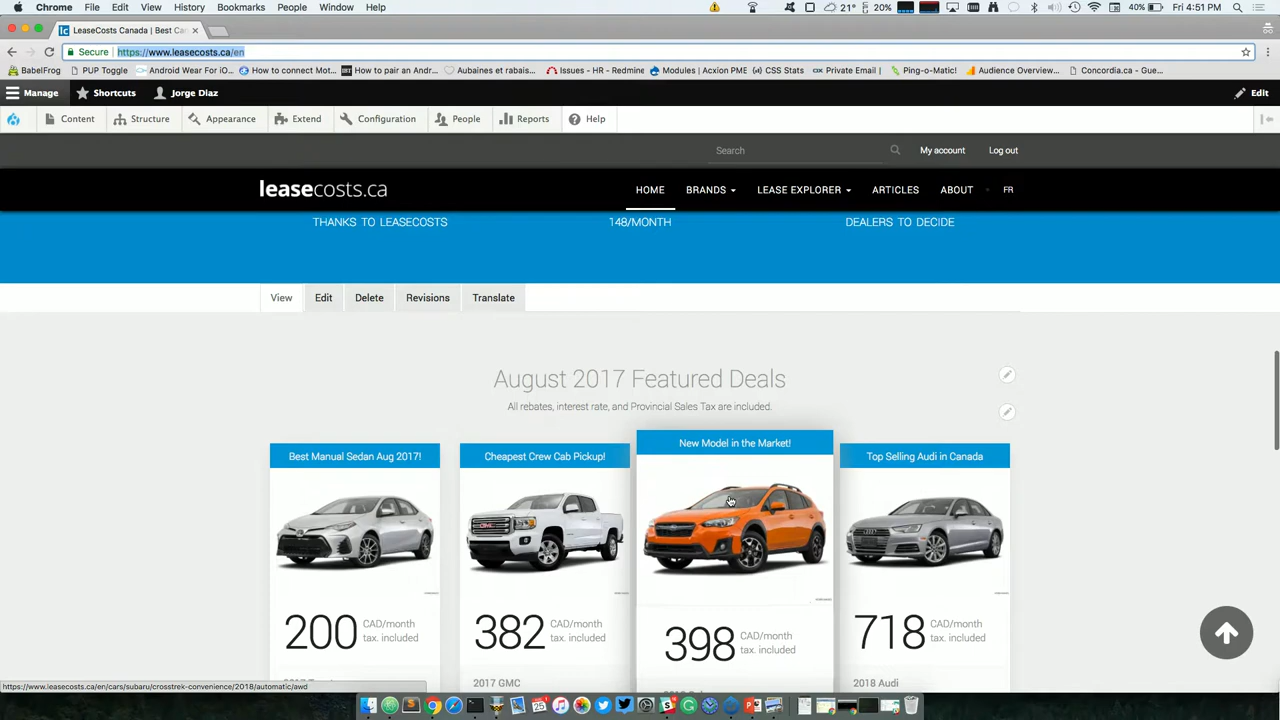 Chrome File Edit View History Bookmarks People Window Help 21° 20% 40% Fri 4:51 PM
LeaseCosts Canada | Best Ca
Secure https://www.leasecosts.ca/en
BabelFrog PUP Toggle Android Wear For iO... How to connect Mot... How to pair an Andr... Aubaines et rabais... Issues - HR - Redmine Modules | Acxion PME CSS Stats Private Email | Ping-o-Matic! Audience Overview... Concordia.ca - Gue...
Manage Shortcuts Jorge Diaz Edit
Content Structure Appearance Extend Configuration People Reports Help
Search My account Log out
leasecosts.ca HOME BRANDS LEASE EXPLORER ARTICLES ABOUT FR
THANKS TO LEASECOSTS 148/MONTH DEALERS TO DECIDE
View Edit Delete Revisions Translate
August 2017 Featured Deals
All rebates, interest rate, and Provincial Sales Tax are included.
Best Manual Sedan Aug 2017! Cheapest Crew Cab Pickup! New Model in the Market! Top Selling Audi in Canada
200 CAD/month tax. included 382 CAD/month tax. included 398 CAD/month tax. included 718 CAD/month tax. included
2017 GMC 2018 Audi
https://www.leasecosts.ca/en/cars/subaru/crosstrek-convenience/2018/automatic/awd